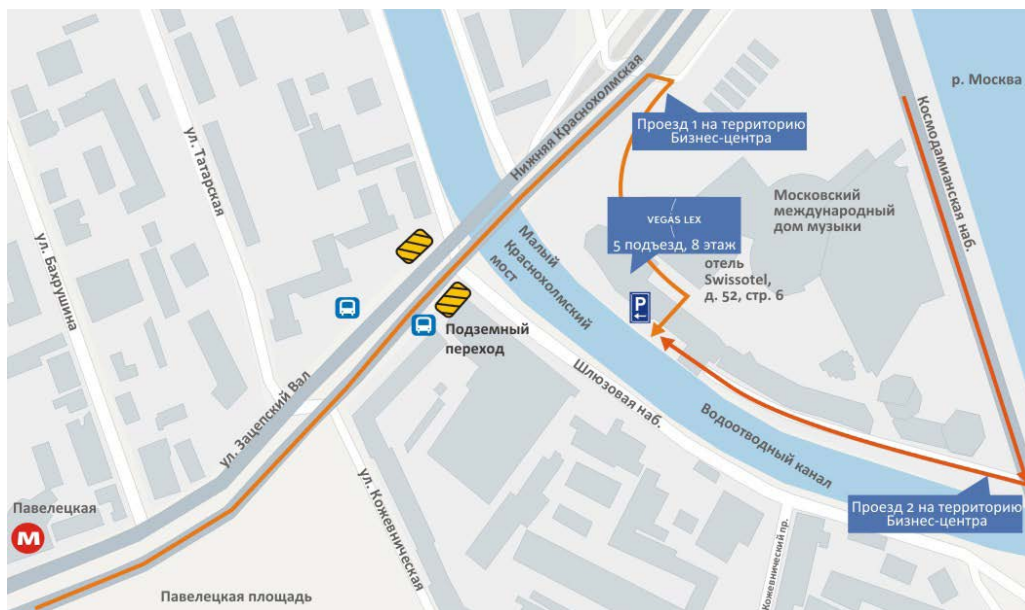 р. Москва
Проезд 1 на территорию
Бизнес-центра
Космодамианская наб.
Нижняя Краснохолмская
ул. Татарская
Московский
международный
дом музыки
VEGAS LEX
5 подъезд, 8 этаж
Малый
Краснохолмский
мост
отель
Swissotel,
д. 52, стр. 6
ул. Бахрушина
P
Подземный
переход
Шлюзовая наб.
ул. Зацепский Вал
Водоотводный канал
ул. Кожевническая
Павелецкая
М
Проезд 2 на территорию
Бизнес-центра
Кожевнический пр.
Павелецкая площадь